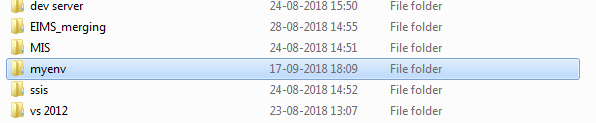 dev server 24-08-2018 15:50 File folder
EIMS_merging 28-08-2018 14:55 File folder
MIS 24-08-2018 14:51 File folder
myenv 17-09-2018 18:09 File folder
ssis 24-08-2018 14:52 File folder
vs 2012 23-08-2018 13:07 File folder